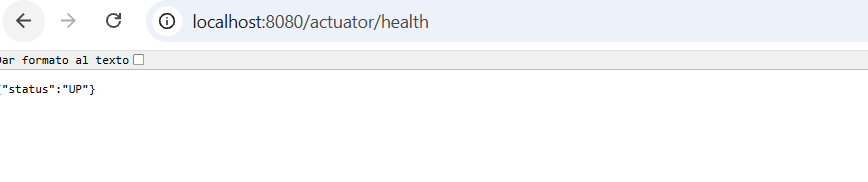 localhost:8080/actuator/health
Dar formato al texto
{"status":"UP"}